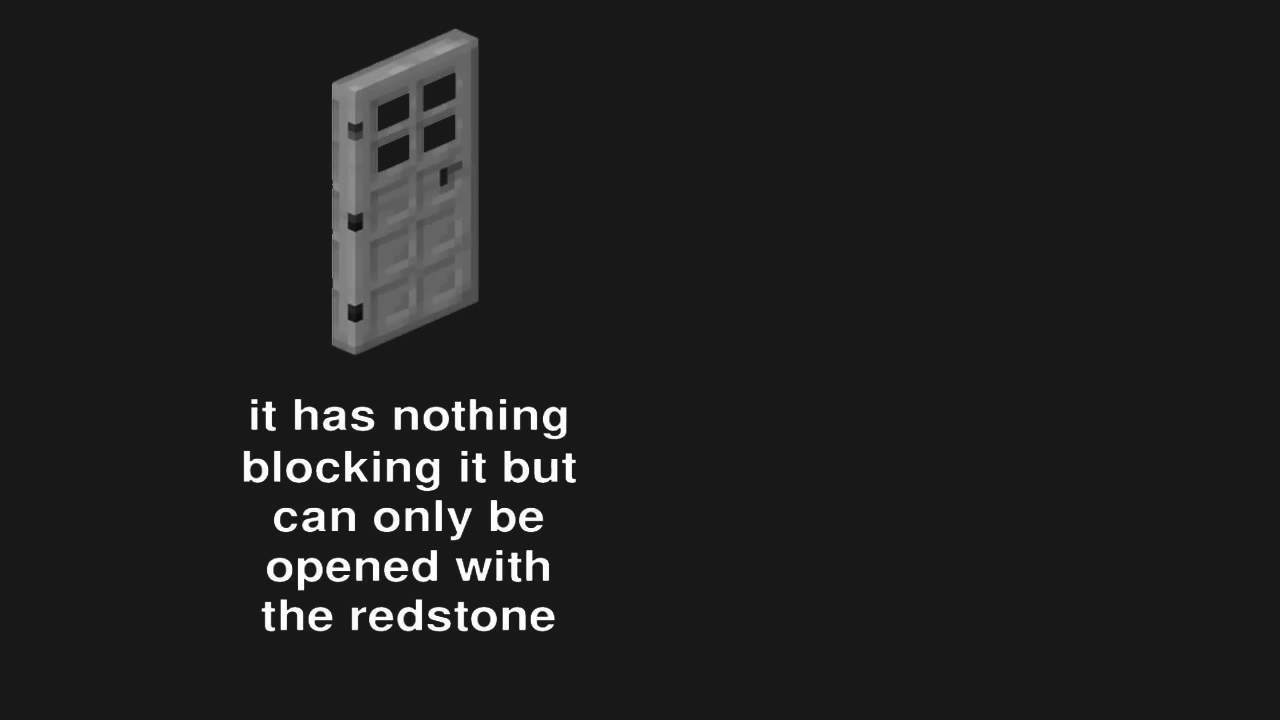 it has nothing
blocking it but
can only be
opened with
the redstone